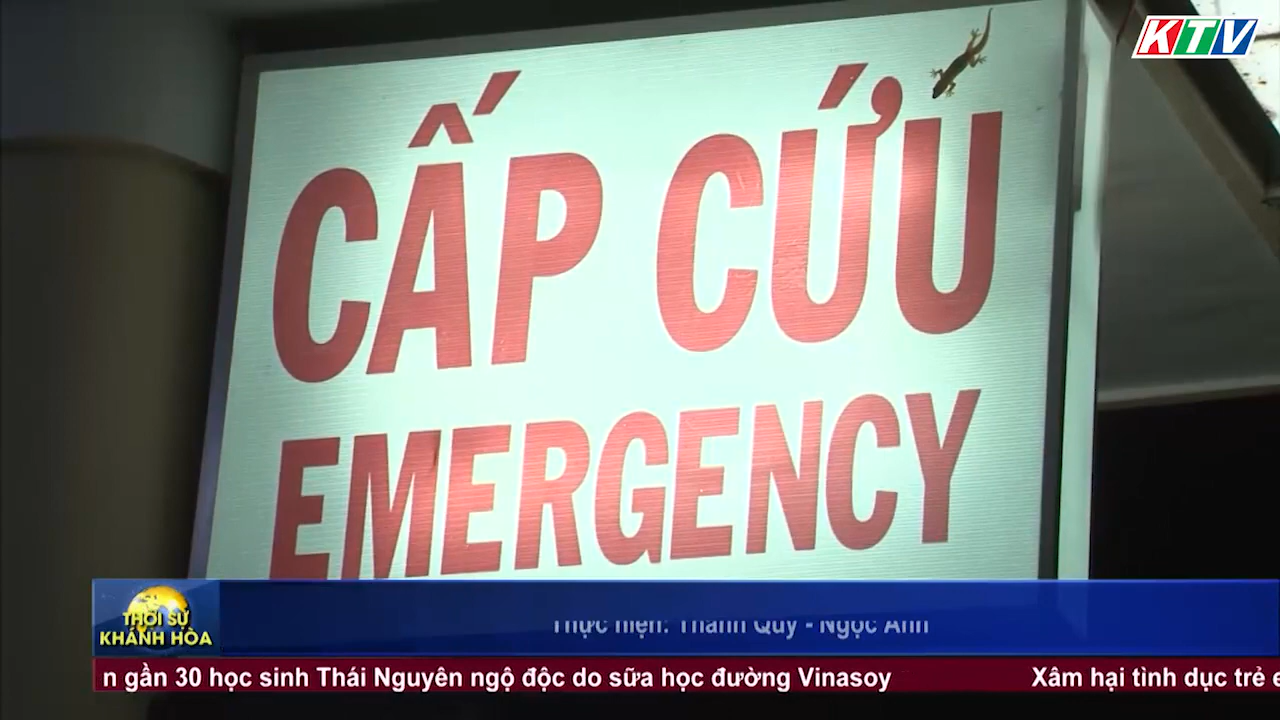 KTV
CẤP CỨU
EMERGENCY
THỜI SỰ
KHÁNH HÒA
Thực hiện: Thanh Quý - Ngọc Anh
n gần 30 học sinh Thái Nguyên ngộ độc do sữa học đường Vinasoy
Xâm hại tình dục trẻ e